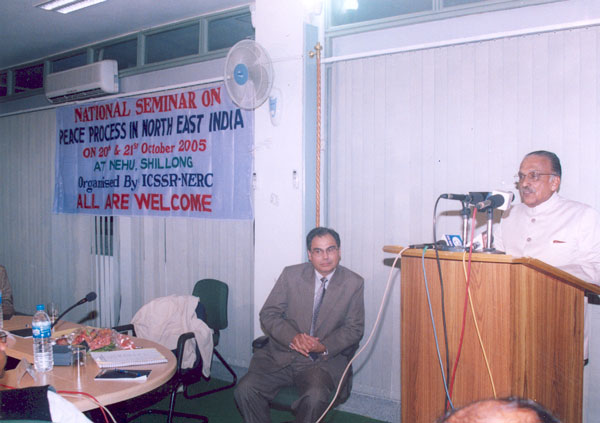 NATIONAL SEMINAR ON
PEACE PROCESS IN NORTH EAST INDIA
ON 20th & 21st October 2005
AT NEHU, SHILLONG
Organised By ICSSR-NERC
ALL ARE WELCOME